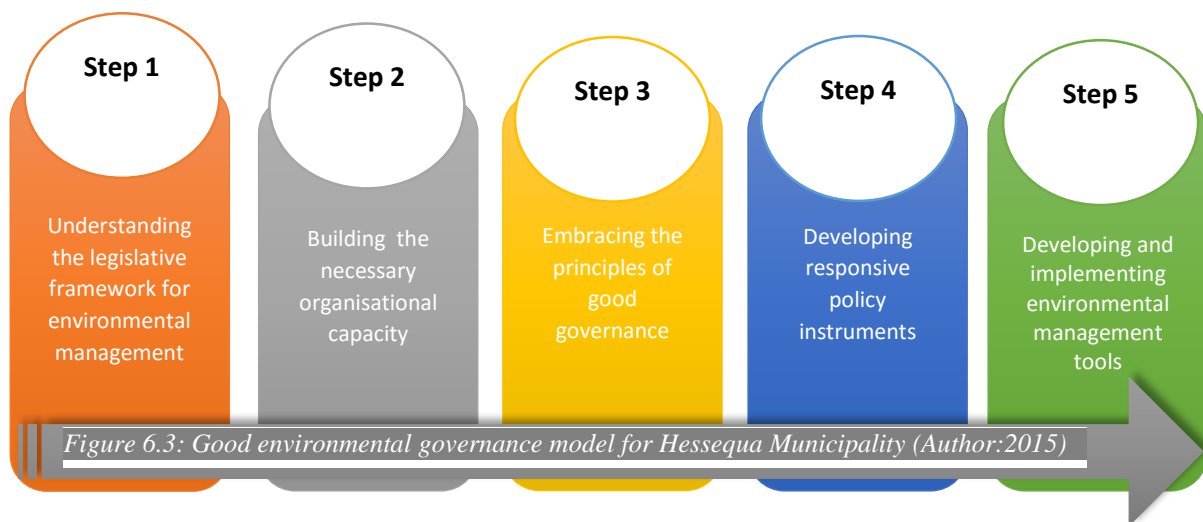 Step 1
Understanding
the legislative
framework for
environmental
management
Step 2
Building the
necessary
organisational
capacity
Step 3
Embracing the
principles of
good
governance
Step 4
Developing
responsive
policy
instruments
Step 5
Developing and
implementing
environmental
management
tools
Figure 6.3: Good environmental governance model for Hessequa Municipality (Author:2015)